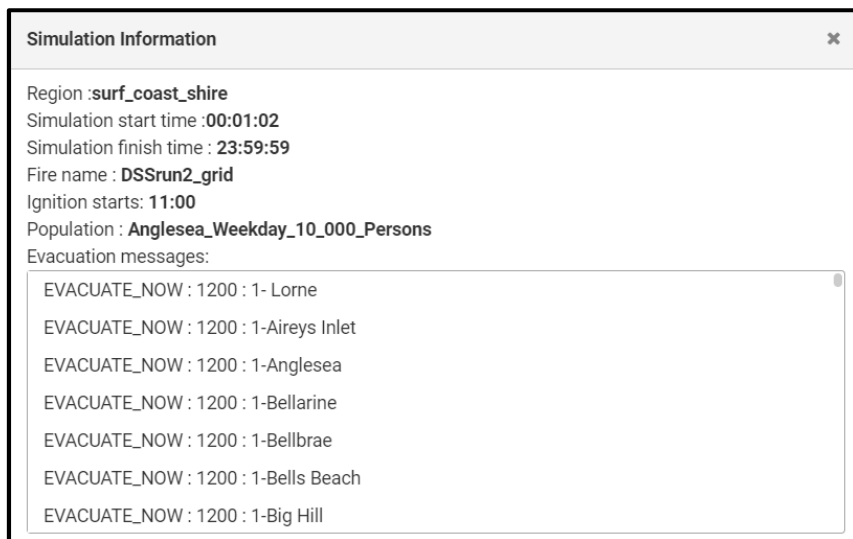 Simulation Information
Region :surf_coast_shire
Simulation start time :00:01:02
Simulation finish time : 23:59:59
Fire name : DSSrun2_grid
Ignition starts: 11:00
Population : Anglesea_Weekday_10_000_Persons
Evacuation messages:
EVACUATE_NOW : 1200 : 1- Lorne
EVACUATE_NOW : 1200 : 1-Aireys Inlet
EVACUATE_NOW : 1200 : 1-Anglesea
EVACUATE_NOW : 1200 : 1-Bellarine
EVACUATE_NOW : 1200 : 1-Bellbrae
EVACUATE_NOW : 1200 : 1-Bells Beach
EVACUATE_NOW : 1200 : 1-Big Hill